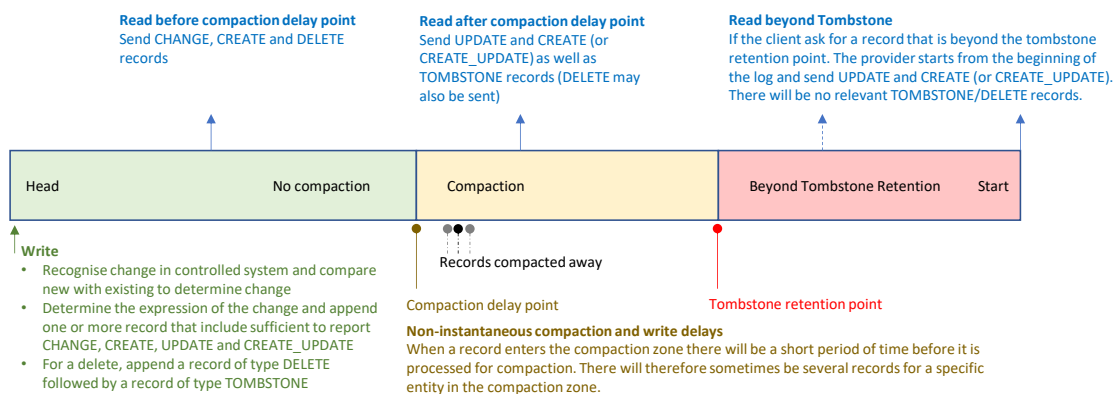 Read before compaction delay point
Send CHANGE, CREATE and DELETE
records
Read after compaction delay point
Send UPDATE and CREATE (or
CREATE_UPDATE) as well as
TOMBSTONE records (DELETE may
also be sent)
Read beyond Tombstone
If the client ask for a record that is beyond the tombstone
retention point. The provider starts from the beginning of
the log and send UPDATE and CREATE (or CREATE_UPDATE).
There will be no relevant TOMBSTONE/DELETE records.
Head
No compaction
Compaction
Beyond Tombstone Retention
Start
Write
• Recognise change in controlled system and compare
new with existing to determine change
• Determine the expression of the change and append
one or more record that include sufficient to report
CHANGE, CREATE, UPDATE and CREATE_UPDATE
• For a delete, append a record of type DELETE
followed by a record of type TOMBSTONE
Records compacted away
Compaction delay point
Tombstone retention point
Non-instantaneous compaction and write delays
When a record enters the compaction zone there will be a short period of time before it is
processed for compaction. There will therefore sometimes be several records for a specific
entity in the compaction zone.